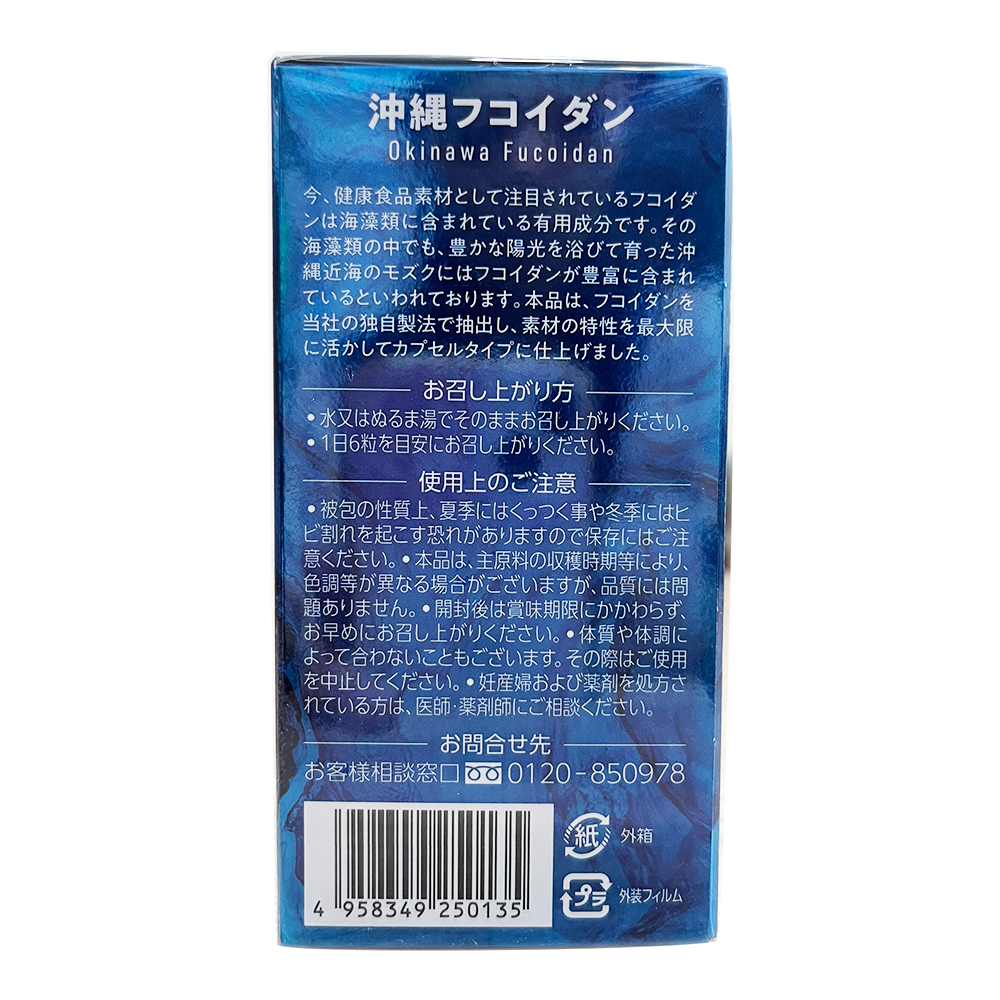 沖縄フコイダン
Okinawa Fucoidan
今、健康食品素材として注目されているフコイダ
ンは海藻類に含まれている有用成分です。その
海藻類の中でも、豊かな陽光を浴びて育った沖
縄近海のモズクにはフコイダンが豊富に含まれ
ているといわれております。本品は、フコイダンを
当社の独自製法で抽出し、素材の特性を最大限
に活かしてカプセルタイプに仕上げました。
お召し上がり方
•水又はぬるま湯でそのままお召し上がりください。
•1日6粒を目安にお召し上がりください。
使用上のご注意
•被包の性質上、夏季にはくっつく事や冬季にはヒ
ビ割れを起こす恐れがありますので保存にはご注
意ください。•本品は、主原料の収穫時期等により、
色調等が異なる場合がございますが、品質には問
題ありません。•開封後は賞味期限にかかわらず、
お早めにお召し上がりください。•体質や体調に
よって合わないこともございます。その際はご使用
を中止してください。•妊産婦および薬剤を処方さ
れている方は、医師·薬剤師にご相談ください。
お問合せ先
お客様相談窓口 0120-850978
紙 外箱
プラ 外装フィルム
4 958349 250135